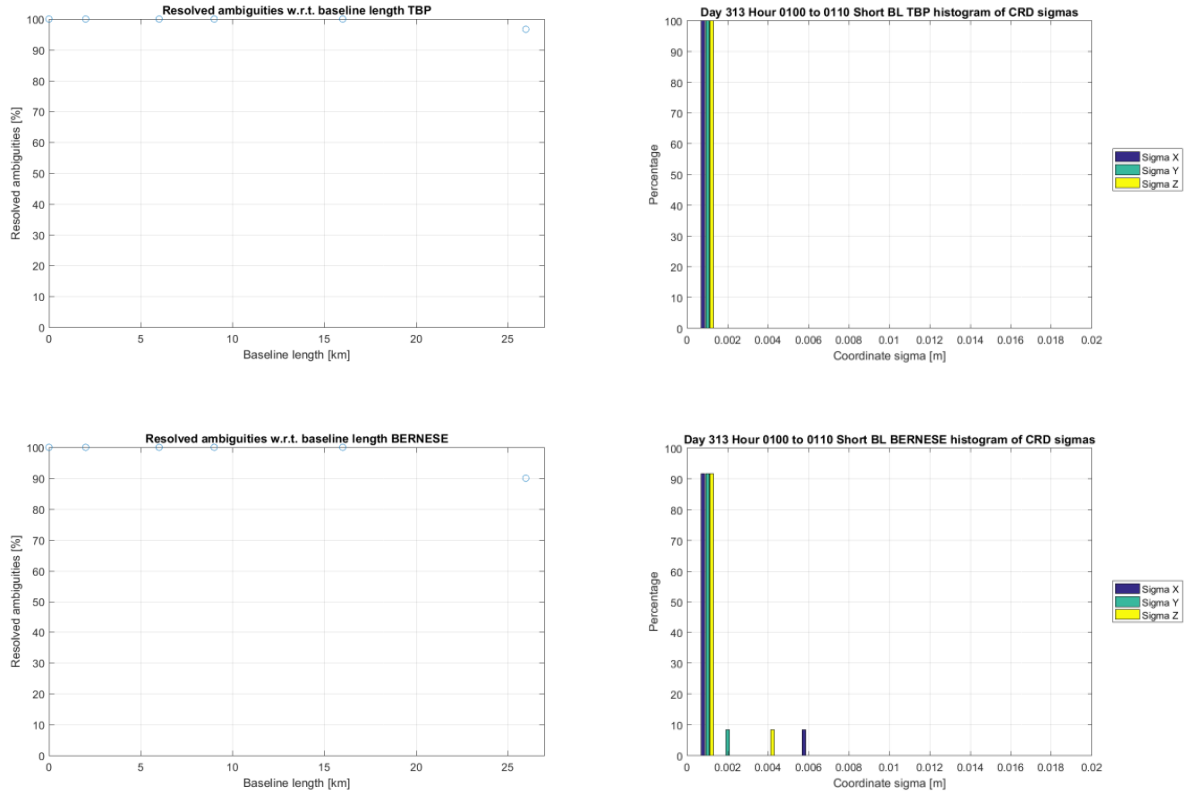 Resolved ambiguities w.r.t. baseline length TBP
100
90
80
70
60
50
40
30
20
10
0
Resolved ambiguities [%]
0 5 10 15 20 25
Baseline length [km]
Day 313 Hour 0100 to 0110 Short BL TBP histogram of CRD sigmas
100
90
80
70
60
50
40
30
20
10
0
Percentage
0 0.002 0.004 0.006 0.008 0.01 0.012 0.014 0.016 0.018 0.02
Coordinate sigma [m]
Sigma X
Sigma Y
Sigma Z
Resolved ambiguities w.r.t. baseline length BERNESE
100
90
80
70
60
50
40
30
20
10
0
Resolved ambiguities [%]
0 5 10 15 20 25
Baseline length [km]
Day 313 Hour 0100 to 0110 Short BL BERNESE histogram of CRD sigmas
100
90
80
70
60
50
40
30
20
10
0
Percentage
0 0.002 0.004 0.006 0.008 0.01 0.012 0.014 0.016 0.018 0.02
Coordinate sigma [m]
Sigma X
Sigma Y
Sigma Z